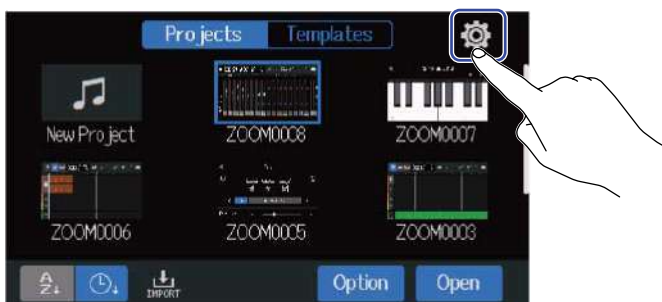 Projects Templates
New Project ZOOM0008 ZOOM0007
ZOOM0006 ZOOM0005 ZOOM0003
A Z IMPORT Option Open